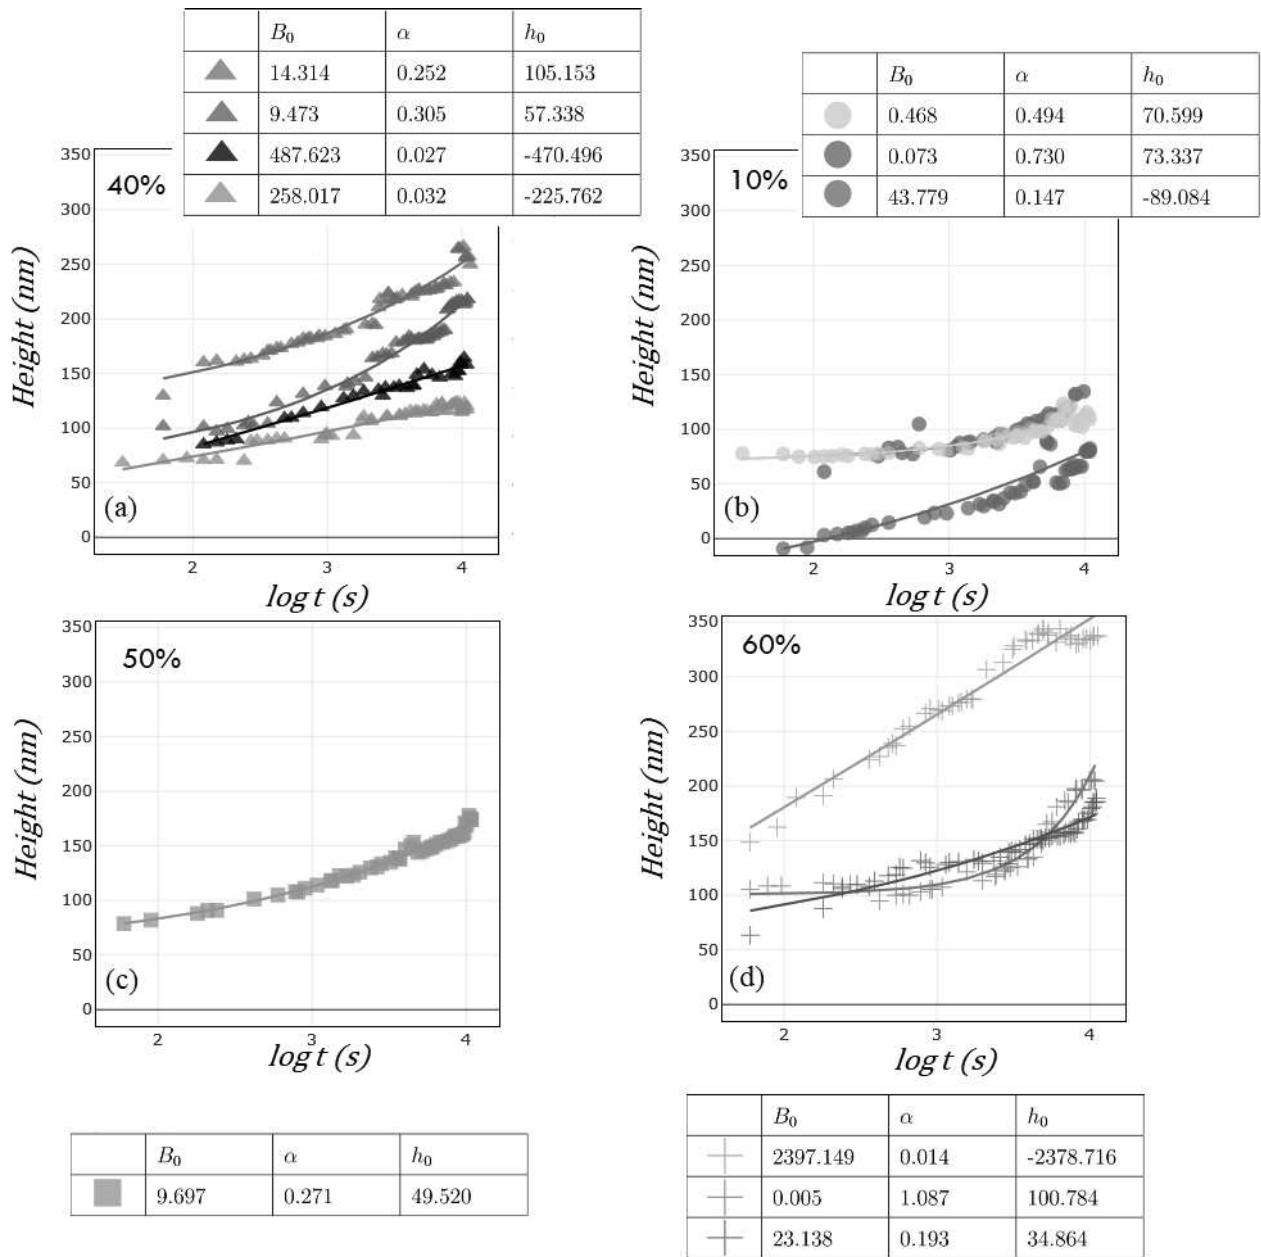 B₀ α h₀
14.314 0.252 105.153
9.473 0.305 57.338
487.623 0.027 -470.496
258.017 0.032 -225.762
B₀ α h₀
0.468 0.494 70.599
0.073 0.730 73.337
43.779 0.147 -89.084
40%
350
300
250
200
150
100
50
0
Height (nm)
(a)
2 3 4
log t (s)
10%
350
300
250
200
150
100
50
0
Height (nm)
(b)
2 3 4
log t (s)
50%
350
300
250
200
150
100
50
0
Height (nm)
(c)
2 3 4
log t (s)
60%
350
300
250
200
150
100
50
0
Height (nm)
(d)
2 3 4
log t (s)
B₀ α h₀
9.697 0.271 49.520
B₀ α h₀
2397.149 0.014 -2378.716
0.005 1.087 100.784
23.138 0.193 34.864